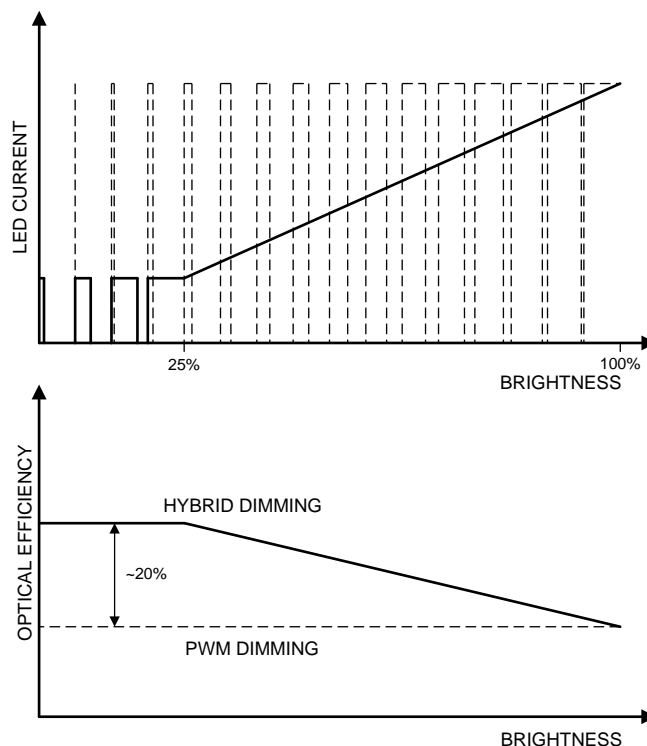 LED CURRENT
25%
100%
BRIGHTNESS
OPTICAL EFFICIENCY
HYBRID DIMMING
~20%
PWM DIMMING
BRIGHTNESS